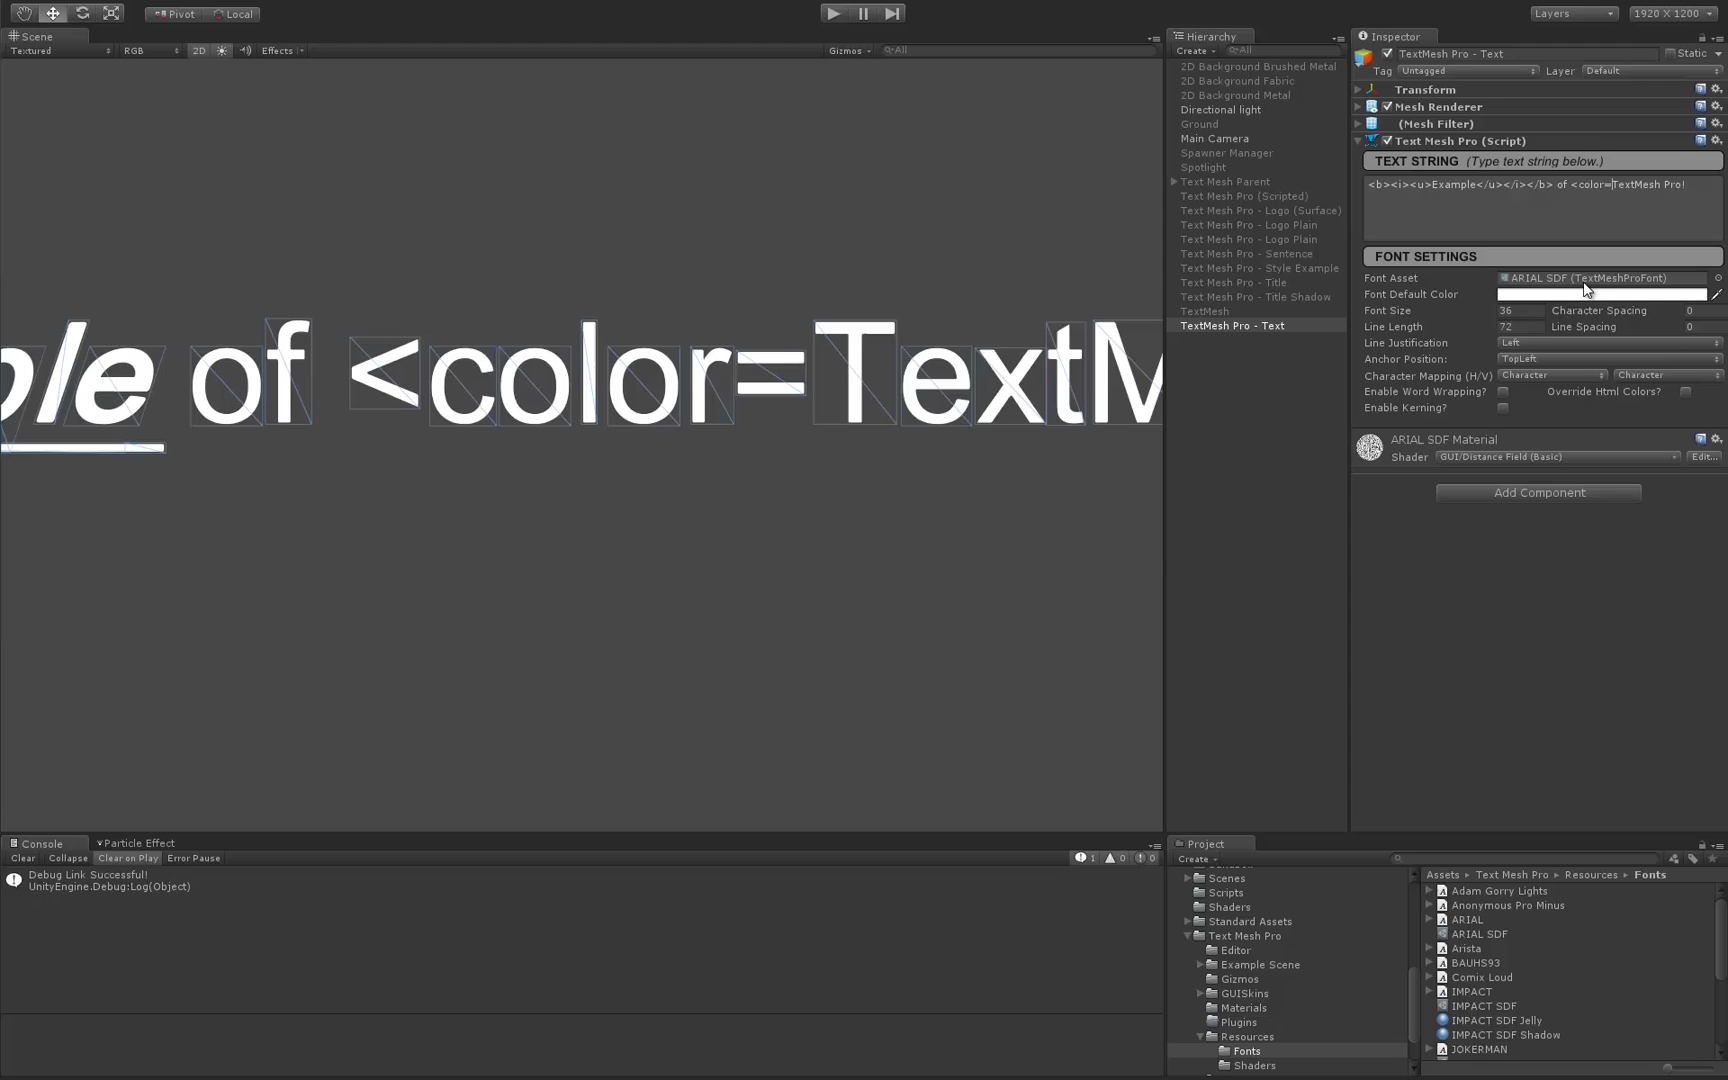 Pivot Local
Layers 1920 X 1200
Scene
Textured RGB 2D Effects Gizmos All
ple of <color=TextM
Hierarchy
Create All
2D Background Brushed Metal
2D Background Fabric
2D Background Metal
Directional light
Ground
Main Camera
Spawner Manager
Spotlight
Text Mesh Parent
Text Mesh Pro (Scripted)
Text Mesh Pro - Logo (Surface)
Text Mesh Pro - Logo Plain
Text Mesh Pro - Logo Plain
Text Mesh Pro - Sentence
Text Mesh Pro - Style Example
Text Mesh Pro - Title
Text Mesh Pro - Title Shadow
TextMesh
TextMesh Pro - Text
Inspector
TextMesh Pro - Text Static
Tag Untagged Layer Default
Transform
Mesh Renderer
(Mesh Filter)
Text Mesh Pro (Script)
TEXT STRING (Type text string below.)
<b><i><u>Example</u></i></b> of <color=TextMesh Pro!
FONT SETTINGS
Font Asset ARIAL SDF (TextMeshProFont)
Font Default Color
Font Size 36 Character Spacing 0
Line Length 72 Line Spacing 0
Line Justification Left
Anchor Position: TopLeft
Character Mapping (H/V) Character Character
Enable Word Wrapping? Override Html Colors?
Enable Kerning?
ARIAL SDF Material
Shader GUI/Distance Field (Basic) Edit...
Add Component
Console Particle Effect
Clear Collapse Clear on Play Error Pause 1 0 0
Debug Link Successful!
UnityEngine.Debug:Log(Object)
Project
Create
Scenes
Scripts
Shaders
Standard Assets
Text Mesh Pro
Editor
Example Scene
Gizmos
GUISkins
Materials
Plugins
Resources
Fonts
Shaders
Assets Text Mesh Pro Resources Fonts
Adam Gorry Lights
Anonymous Pro Minus
ARIAL
ARIAL SDF
Arista
BAUHS93
Comix Loud
IMPACT
IMPACT SDF
IMPACT SDF Jelly
IMPACT SDF Shadow
JOKERMAN